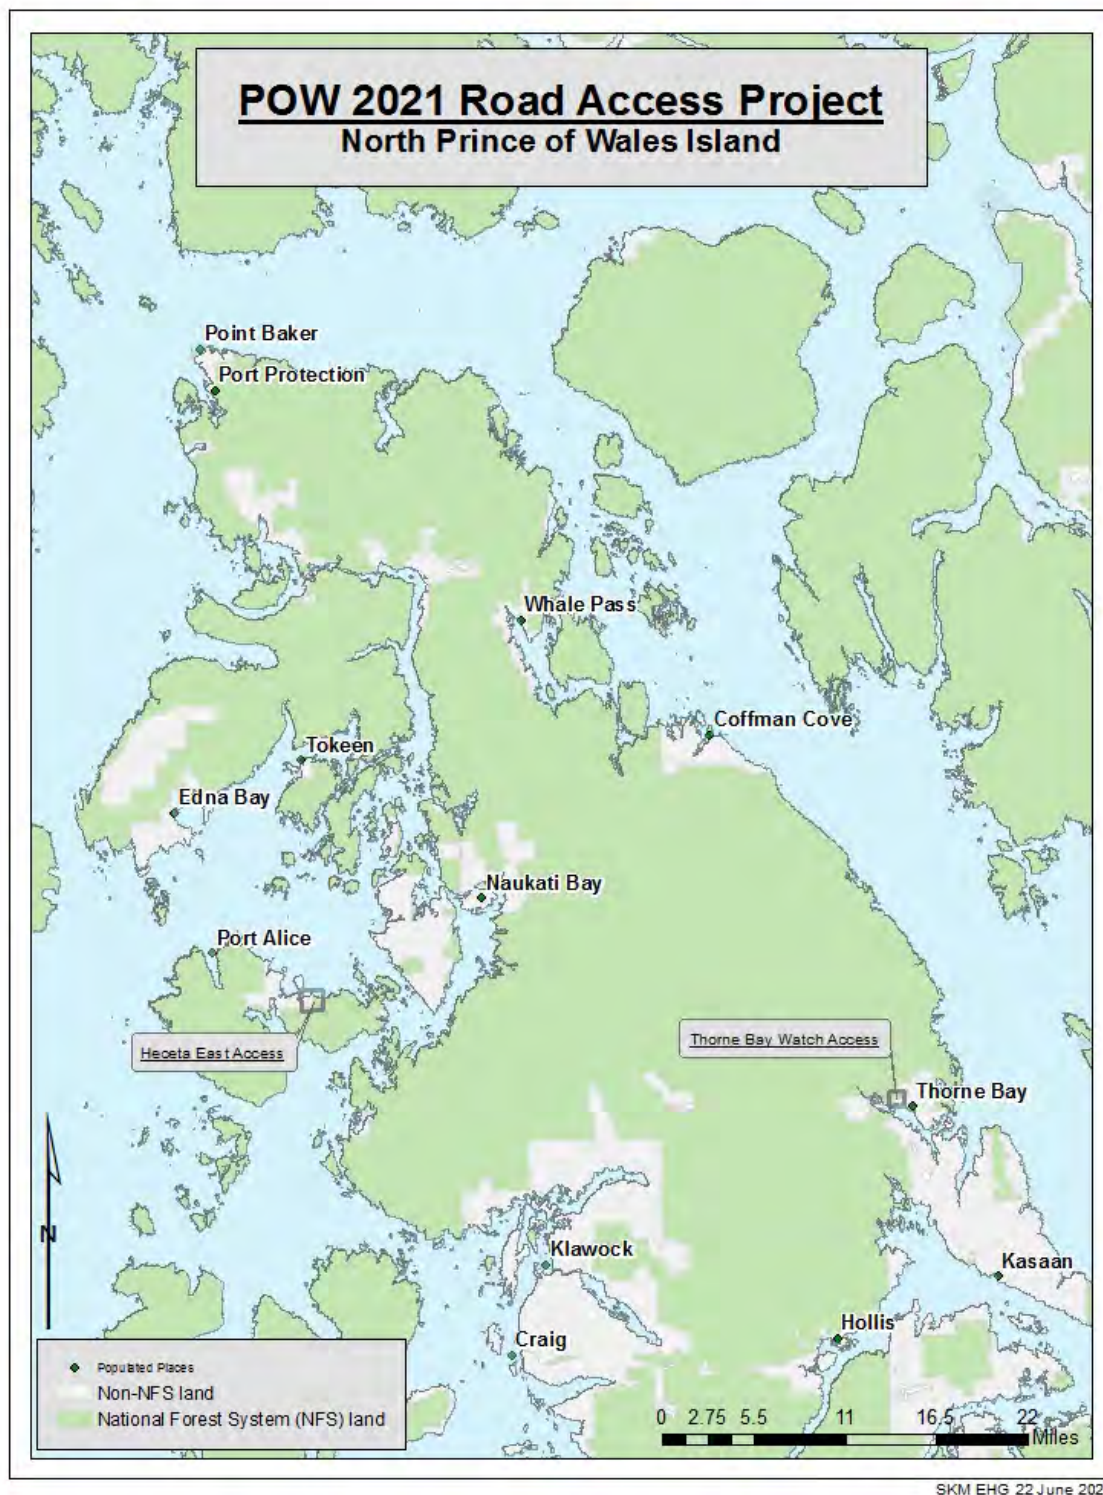 POW 2021 Road Access Project
North Prince of Wales Island
Point Baker
Port Protection
Whale Pass
Coffman Cove
Tokeen
Edna Bay
Naukati Bay
Port Alice
Heceta East Access
Thorne Bay Watch Access
Thorne Bay
N
Klawock
Kasaan
Hollis
Craig
Populated Places
Non-NFS land
National Forest System (NFS) land
0 2.75 5.5 11 16.5 22
Miles
SKM EHG 22 June 202